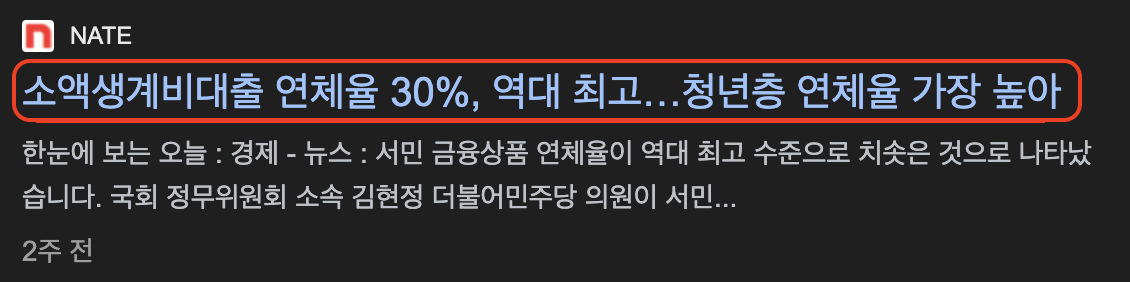 NATE
소액생계비대출 연체율 30%, 역대 최고…청년층 연체율 가장 높아
한눈에 보는 오늘 : 경제 - 뉴스 : 서민 금융상품 연체율이 역대 최고 수준으로 치솟은 것으로 나타났
습니다. 국회 정무위원회 소속 김현정 더불어민주당 의원이 서민...
2주 전